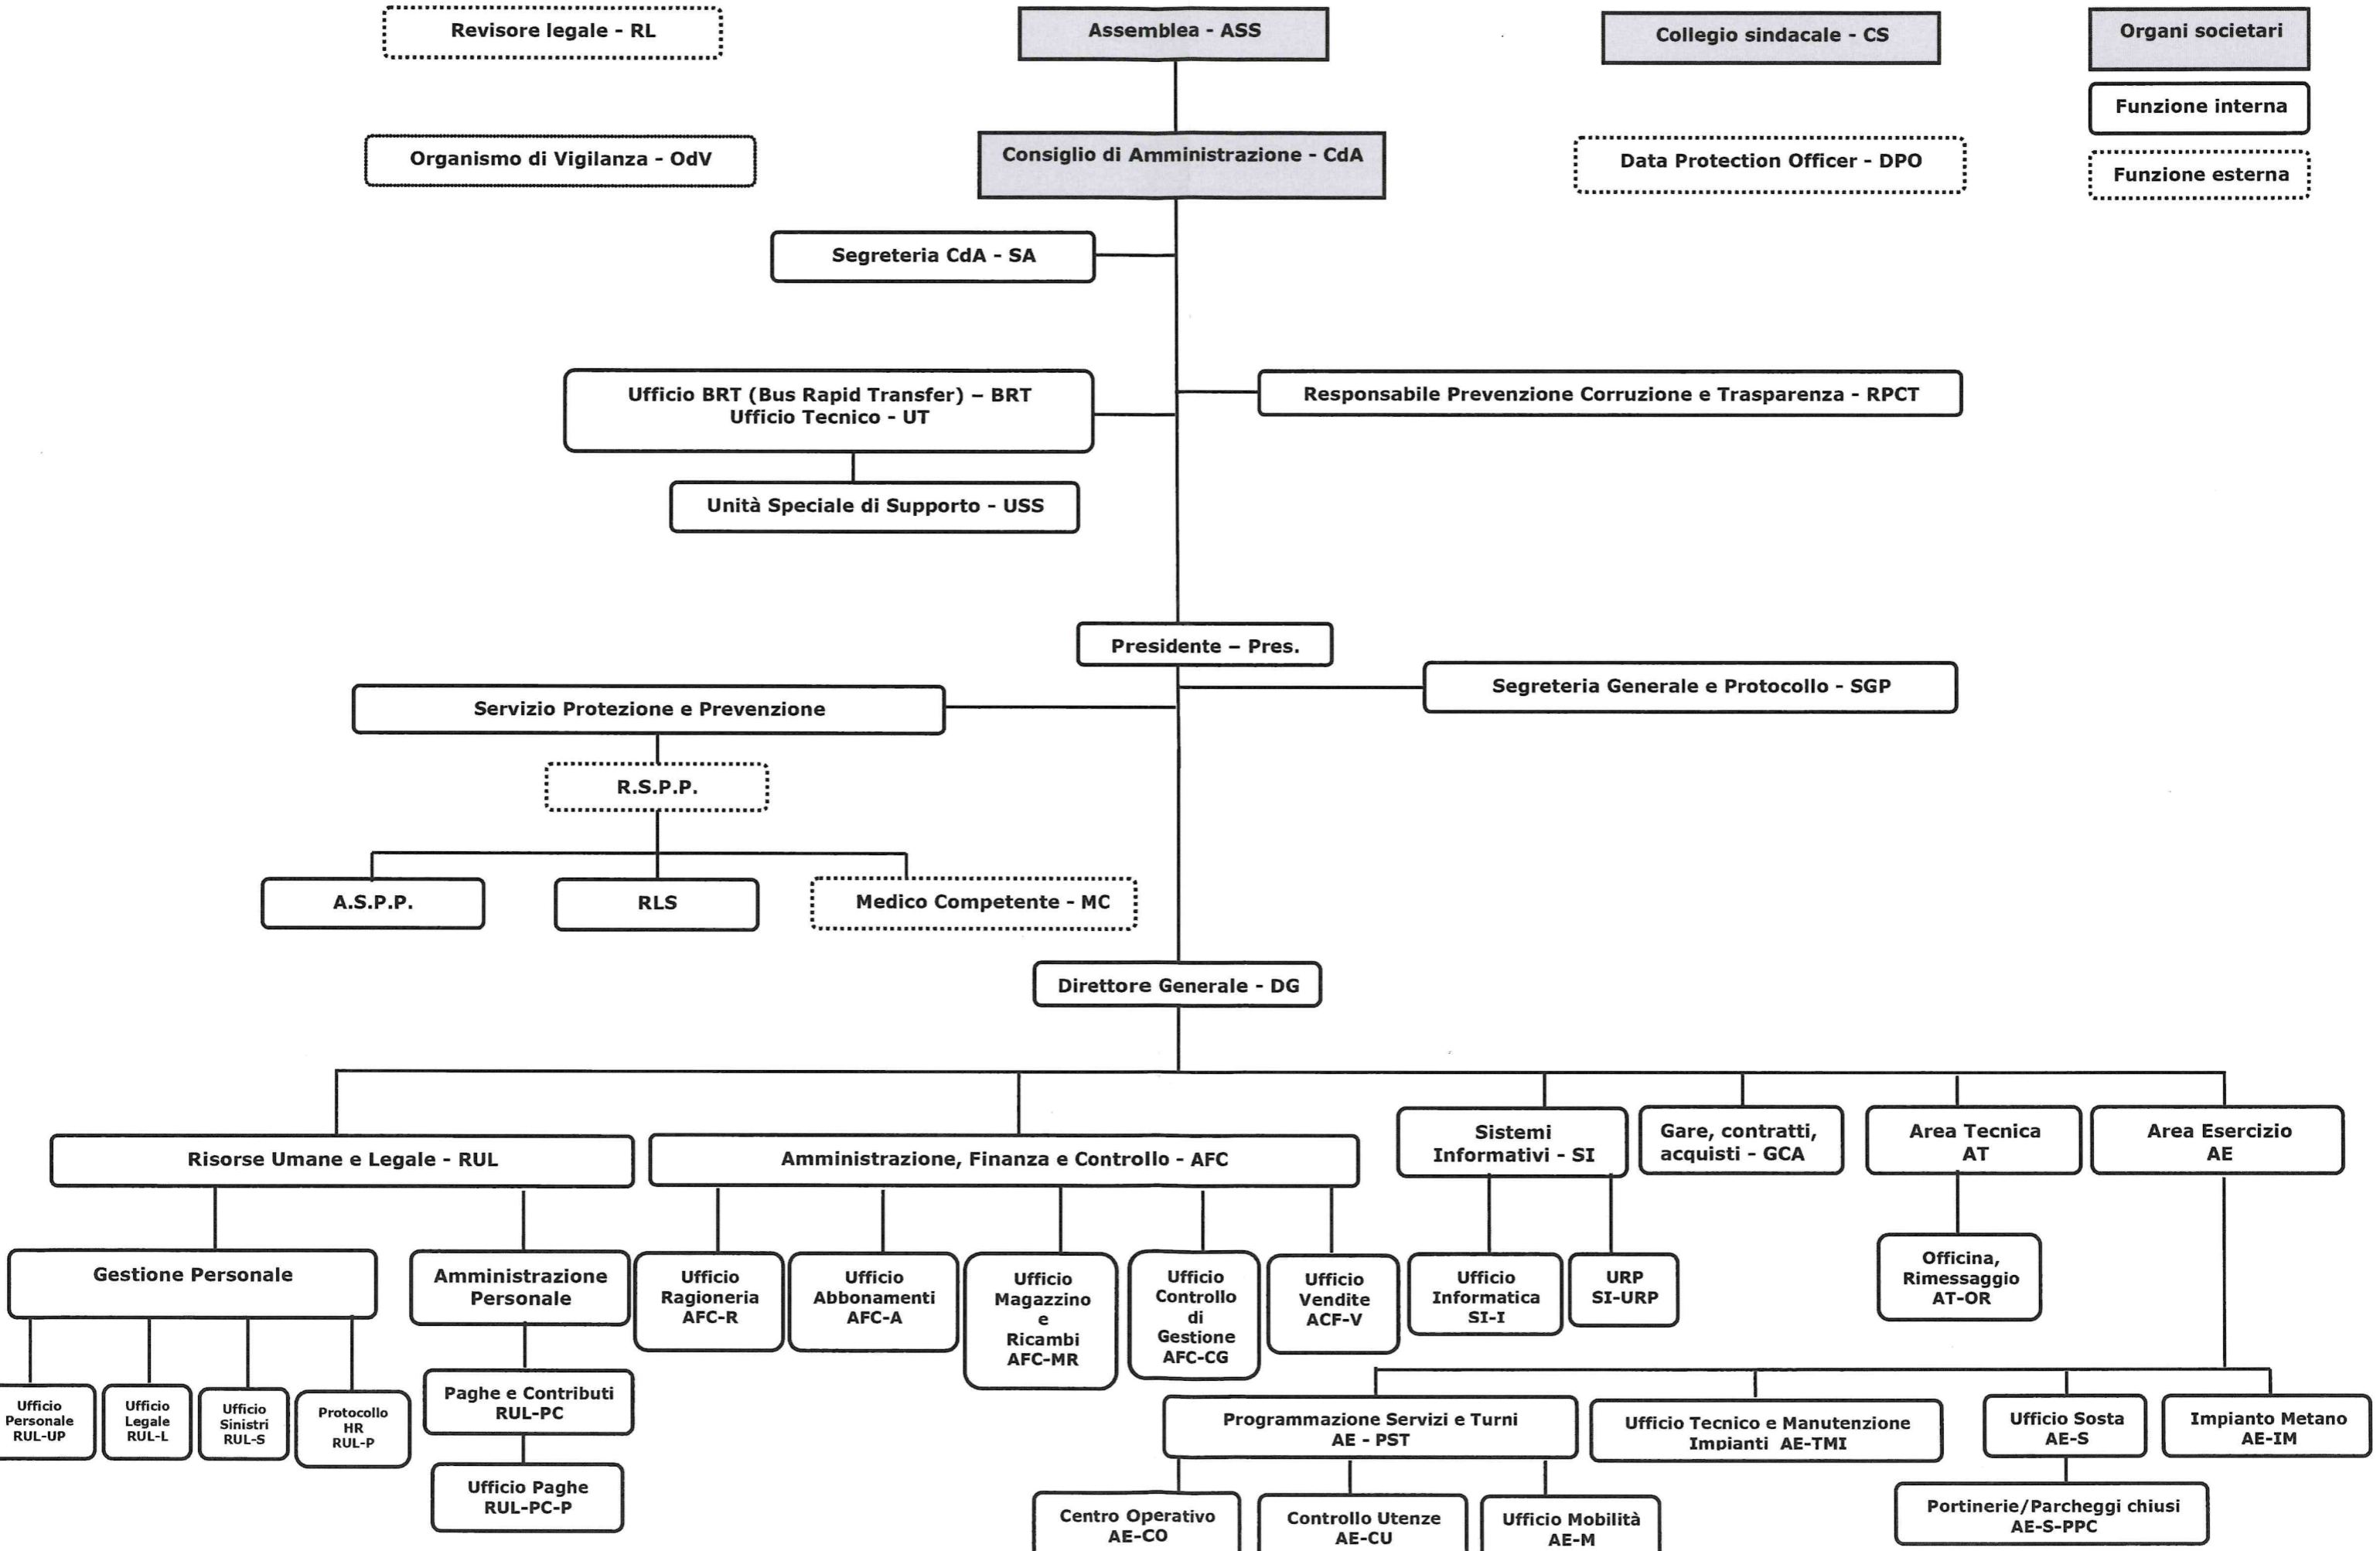 Revisore legale - RL
Assemblea - ASS
Collegio sindacale - CS
Organi societari
Funzione interna
Organismo di Vigilanza - OdV
Consiglio di Amministrazione - CdA
Data Protection Officer - DPO
Funzione esterna
Segreteria CdA - SA
Ufficio BRT (Bus Rapid Transfer) – BRT
Ufficio Tecnico - UT
Responsabile Prevenzione Corruzione e Trasparenza - RPCT
Unità Speciale di Supporto - USS
Presidente – Pres.
Segreteria Generale e Protocollo - SGP
Servizio Protezione e Prevenzione
R.S.P.P.
A.S.P.P.
RLS
Medico Competente - MC
Direttore Generale - DG
Risorse Umane e Legale - RUL
Amministrazione, Finanza e Controllo - AFC
Sistemi
Informativi - SI
Gare, contratti,
acquisti - GCA
Area Tecnica
AT
Area Esercizio
AE
Gestione Personale
Amministrazione
Personale
Ufficio
Ragioneria
AFC-R
Ufficio
Abbonamenti
AFC-A
Ufficio
Magazzino
e
Ricambi
AFC-MR
Ufficio
Controllo
di
Gestione
AFC-CG
Ufficio
Vendite
ACF-V
Ufficio
Informatica
SI-I
URP
SI-URP
Officina,
Rimessaggio
AT-OR
Ufficio
Personale
RUL-UP
Ufficio
Legale
RUL-L
Ufficio
Sinistri
RUL-S
Protocollo
HR
RUL-P
Paghe e Contributi
RUL-PC
Ufficio Paghe
RUL-PC-P
Programmazione Servizi e Turni
AE - PST
Ufficio Tecnico e Manutenzione
Impianti  AE-TMI
Ufficio Sosta
AE-S
Impianto Metano
AE-IM
Centro Operativo
AE-CO
Controllo Utenze
AE-CU
Ufficio Mobilità
AE-M
Portinerie/Parcheggi chiusi
AE-S-PPC